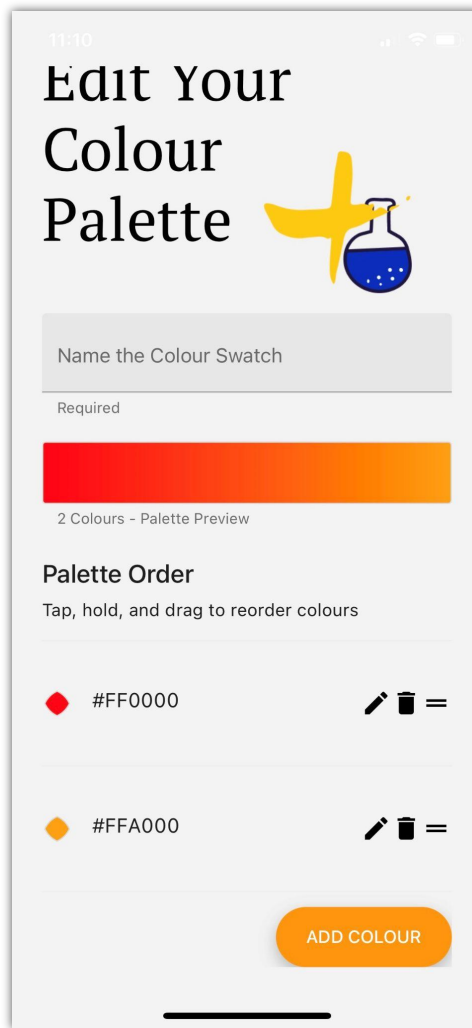 11:10
Edit Your
Colour
Palette
Name the Colour Swatch
Required
2 Colours - Palette Preview
Palette Order
Tap, hold, and drag to reorder colours
#FF0000
#FFA000
ADD COLOUR